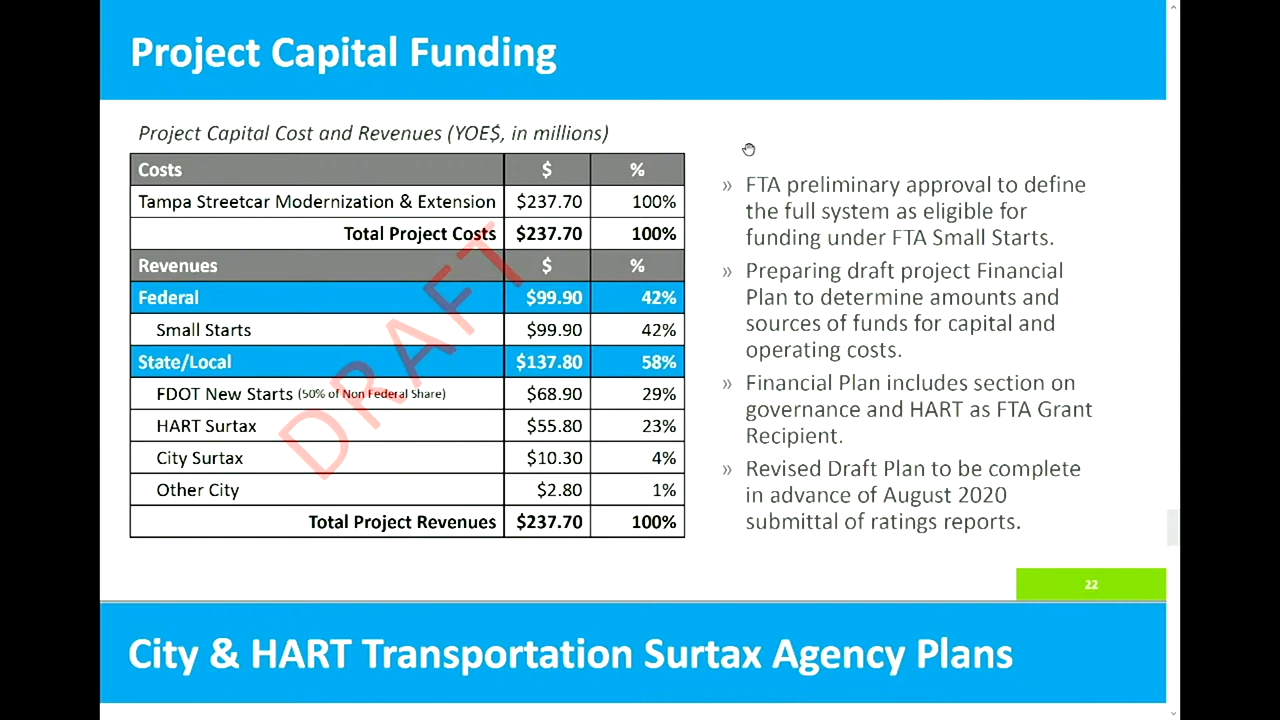 Project Capital Funding
Project Capital Cost and Revenues (YOE$, in millions)
Costs $ %
Tampa Streetcar Modernization & Extension $237.70 100%
Total Project Costs $237.70 100%
Revenues $ %
Federal $99.90 42%
Small Starts $99.90 42%
State/Local $137.80 58%
FDOT New Starts (50% of Non Federal Share) $68.90 29%
HART Surtax $55.80 23%
City Surtax $10.30 4%
Other City $2.80 1%
Total Project Revenues $237.70 100%
DRAFT
» FTA preliminary approval to define
the full system as eligible for
funding under FTA Small Starts.
» Preparing draft project Financial
Plan to determine amounts and
sources of funds for capital and
operating costs.
» Financial Plan includes section on
governance and HART as FTA Grant
Recipient.
» Revised Draft Plan to be complete
in advance of August 2020
submittal of ratings reports.
22
City & HART Transportation Surtax Agency Plans